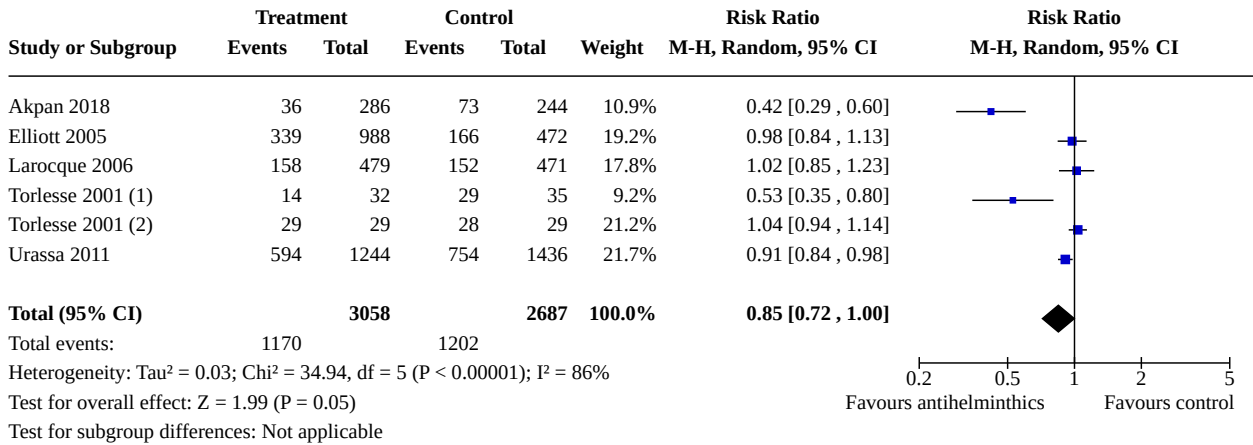 Treatment Control Risk Ratio Risk Ratio
Study or Subgroup Events Total Events Total Weight M-H, Random, 95% CI M-H, Random, 95% CI
Akpan 2018 36 286 73 244 10.9% 0.42 [0.29 , 0.60]
Elliott 2005 339 988 166 472 19.2% 0.98 [0.84 , 1.13]
Larocque 2006 158 479 152 471 17.8% 1.02 [0.85 , 1.23]
Torlesse 2001 (1) 14 32 29 35 9.2% 0.53 [0.35 , 0.80]
Torlesse 2001 (2) 29 29 28 29 21.2% 1.04 [0.94 , 1.14]
Urassa 2011 594 1244 754 1436 21.7% 0.91 [0.84 , 0.98]
Total (95% CI) 3058 2687 100.0% 0.85 [0.72 , 1.00]
Total events: 1170 1202
Heterogeneity: Tau² = 0.03; Chi² = 34.94, df = 5 (P < 0.00001); I² = 86%
0.2 0.5 1 2 5
Test for overall effect: Z = 1.99 (P = 0.05)
Favours antihelminthics Favours control
Test for subgroup differences: Not applicable